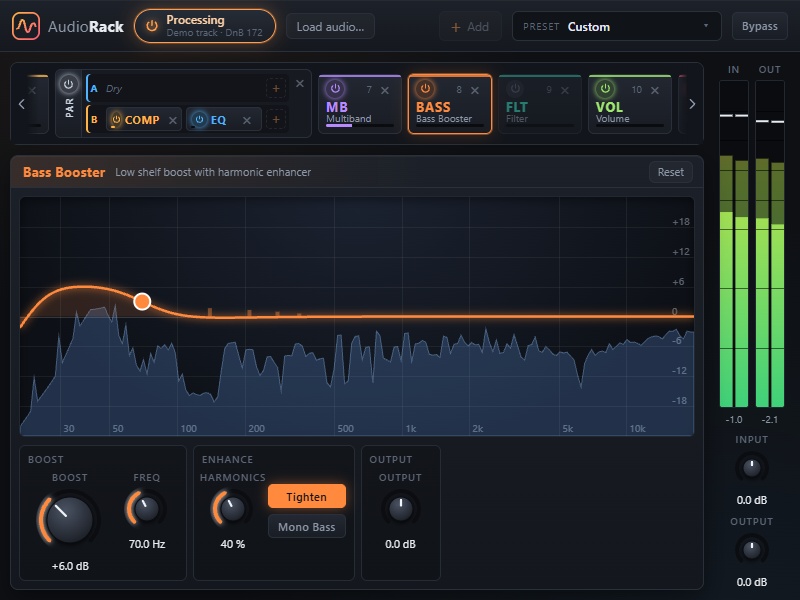 AudioRack
Processing
Demo track · DnB 172
Load audio...
+ Add
PRESET Custom
Bypass
PAR
A Dry
B COMP EQ
7
MB
Multiband
8
BASS
Bass Booster
9
FLT
Filter
10
VOL
Volume
IN OUT
Bass Booster Low shelf boost with harmonic enhancer
Reset
+18
+12
+6
0
-6
-12
-18
30 50 100 200 500 1k 2k 5k 10k
-1.0 -2.1
BOOST
BOOST FREQ
+6.0 dB
70.0 Hz
ENHANCE
HARMONICS
40 %
Tighten
Mono Bass
OUTPUT
OUTPUT
0.0 dB
INPUT
0.0 dB
OUTPUT
0.0 dB